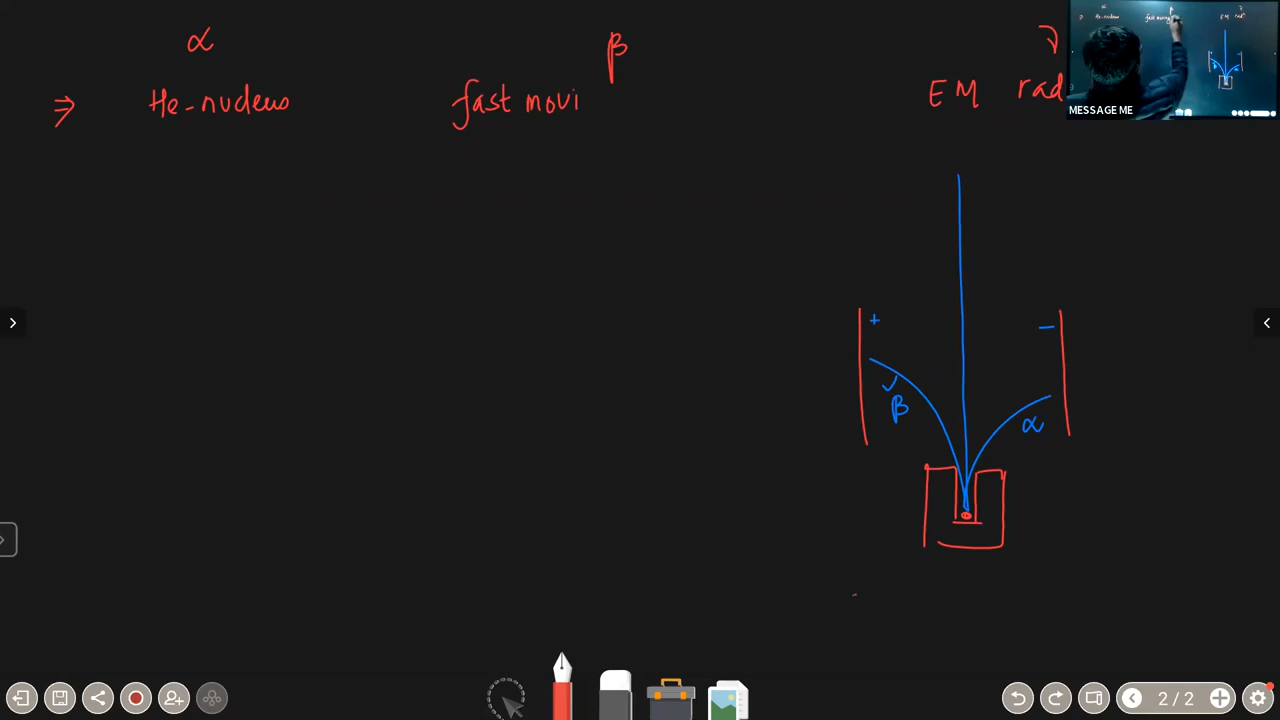 α β γ
⇒ He-nucleus fast movi EM rad
MESSAGE ME
+ −
β α
2/2